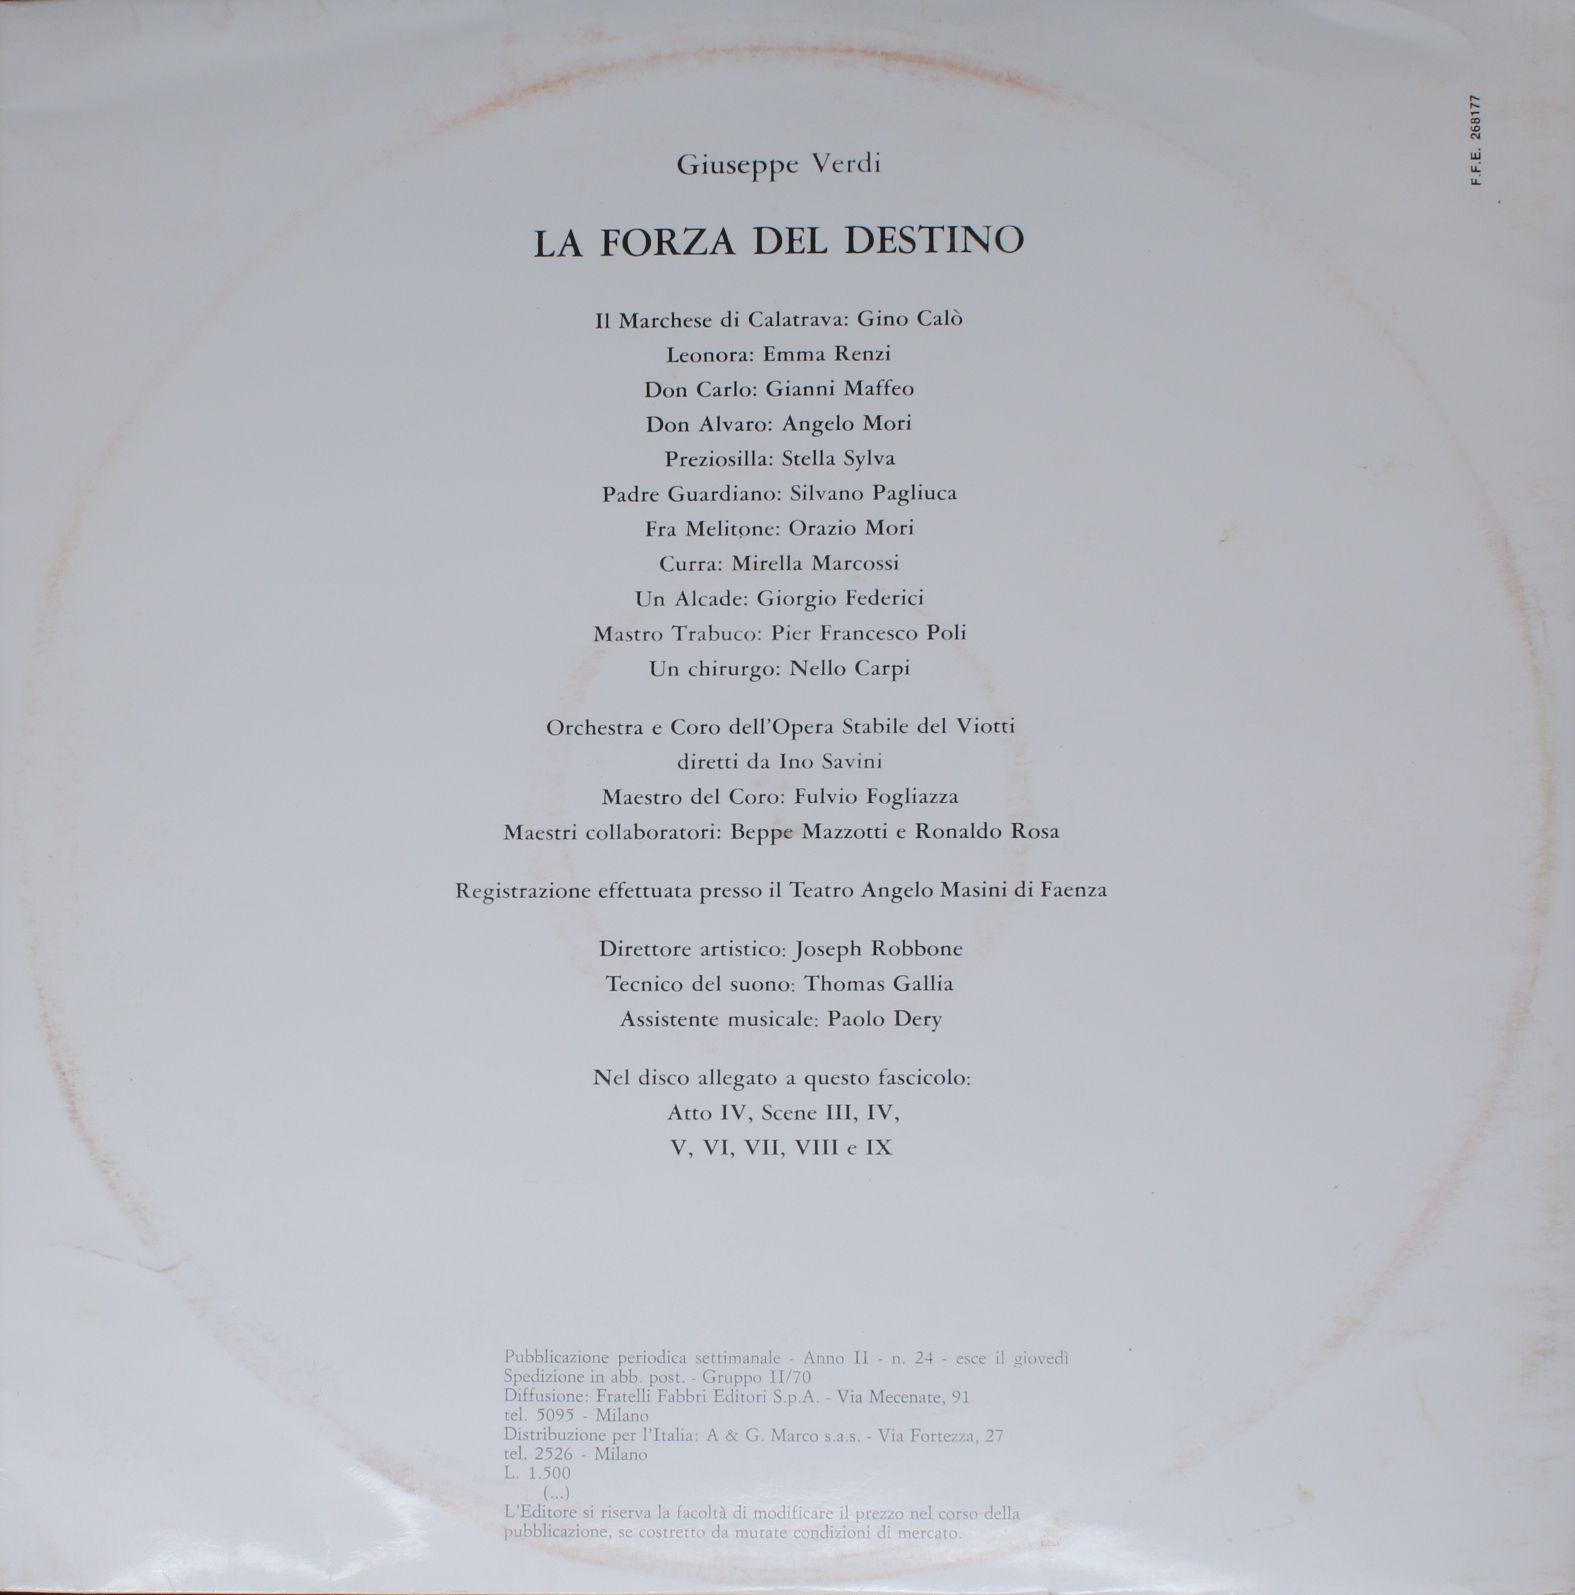 F.F.E. 268177
Giuseppe Verdi
LA FORZA DEL DESTINO
Il Marchese di Calatrava: Gino Calò
Leonora: Emma Renzi
Don Carlo: Gianni Maffeo
Don Alvaro: Angelo Mori
Preziosilla: Stella Sylva
Padre Guardiano: Silvano Pagliuca
Fra Melitone: Orazio Mori
Curra: Mirella Marcossi
Un Alcade: Giorgio Federici
Mastro Trabuco: Pier Francesco Poli
Un chirurgo: Nello Carpi
Orchestra e Coro dell'Opera Stabile del Viotti
diretti da Ino Savini
Maestro del Coro: Fulvio Fogliazza
Maestri collaboratori: Beppe Mazzotti e Ronaldo Rosa
Registrazione effettuata presso il Teatro Angelo Masini di Faenza
Direttore artistico: Joseph Robbone
Tecnico del suono: Thomas Gallia
Assistente musicale: Paolo Dery
Nel disco allegato a questo fascicolo:
Atto IV, Scene III, IV,
V, VI, VII, VIII e IX
Pubblicazione periodica settimanale - Anno II - n. 24 - esce il giovedì
Spedizione in abb. post. - Gruppo II/70
Diffusione: Fratelli Fabbri Editori S.p.A. - Via Mecenate, 91
tel. 5095 - Milano
Distribuzione per l'Italia: A & G. Marco s.a.s. - Via Fortezza, 27
tel. 2526 - Milano
L. 1.500
(...)
L'Editore si riserva la facoltà di modificare il prezzo nel corso della
pubblicazione, se costretto da mutate condizioni di mercato.